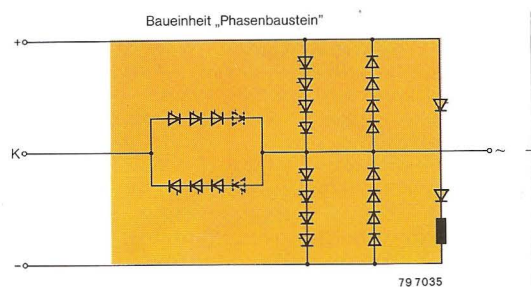 Baueinheit „Phasenbaustein"
+
K
~
-
79 7035